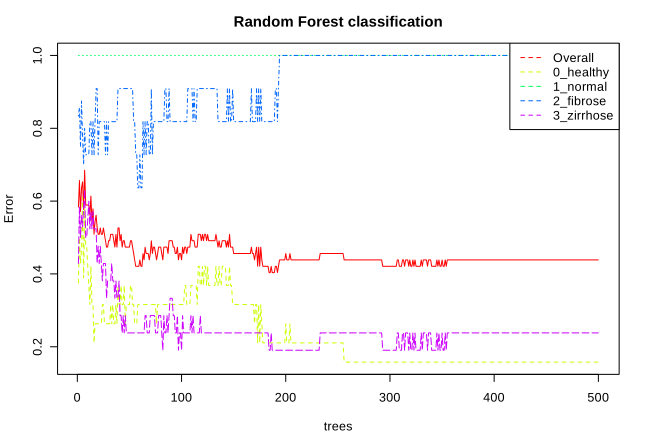 Random Forest classification
Error
1.0
0.8
0.6
0.4
0.2
0
100
200
300
400
500
trees
Overall
0_healthy
1_normal
2_fibrose
3_zirrhose